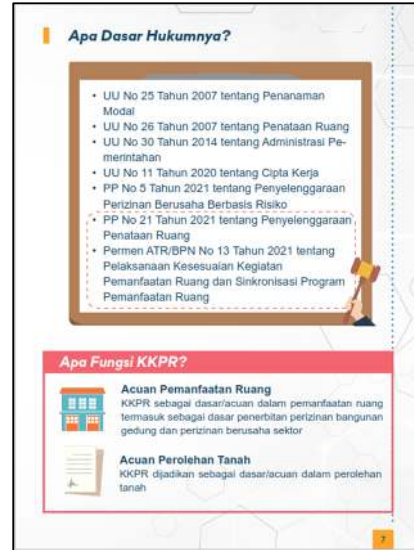 Apa Dasar Hukumnya?
• UU No 25 Tahun 2007 tentang Penanaman
Modal
• UU No 26 Tahun 2007 tentang Penataan Ruang
• UU No 30 Tahun 2014 tentang Administrasi Pe-
merintahan
• UU No 11 Tahun 2020 tentang Cipta Kerja
• PP No 5 Tahun 2021 tentang Penyelenggaraan
Perizinan Berusaha Berbasis Risiko
• PP No 21 Tahun 2021 tentang Penyelenggaraan
Penataan Ruang
• Permen ATR/BPN No 13 Tahun 2021 tentang
Pelaksanaan Kesesuaian Kegiatan
Pemanfaatan Ruang dan Sinkronisasi Program
Pemanfaatan Ruang
Apa Fungsi KKPR?
Acuan Pemanfaatan Ruang
KKPR sebagai dasar/acuan dalam pemanfaatan ruang
termasuk sebagai dasar penerbitan perizinan bangunan
gedung dan perizinan berusaha sektor
Acuan Perolehan Tanah
KKPR dijadikan sebagai dasar/acuan dalam perolehan
tanah
7